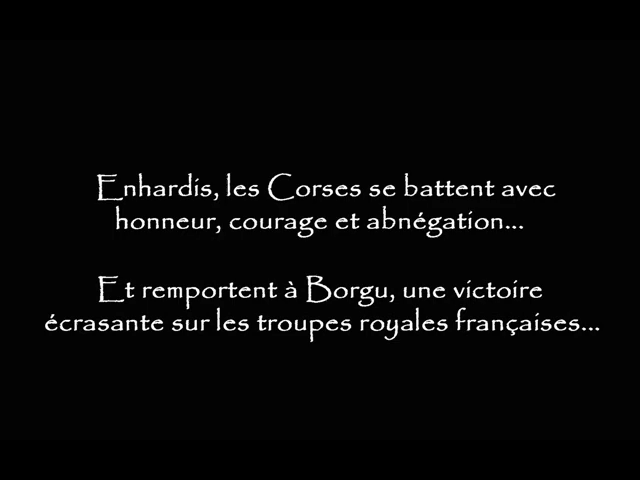 Enhardis, les Corses se battent avec
honneur, courage et abnégation...
Et remportent à Borgu, une victoire
écrasante sur les troupes royales françaises...